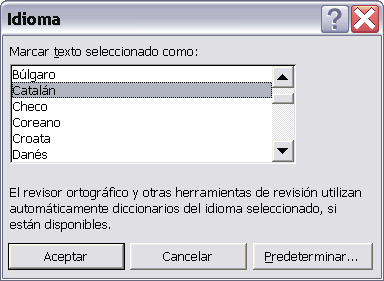 Idioma
Marcar texto seleccionado como:
Búlgaro
Catalán
Checo
Coreano
Croata
Danés
El revisor ortográfico y otras herramientas de revisión utilizan
automáticamente diccionarios del idioma seleccionado, si
están disponibles.
Aceptar Cancelar Predeterminar...